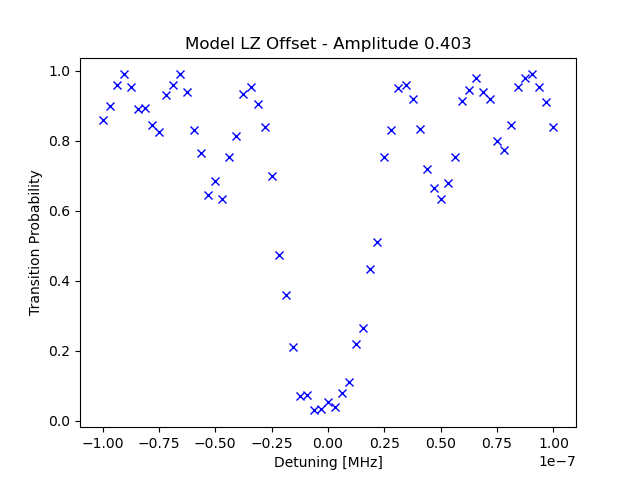 Model LZ Offset - Amplitude 0.403
Transition Probability
1.0
0.8
0.6
0.4
0.2
0.0
−1.00 −0.75 −0.50 −0.25 0.00 0.25 0.50 0.75 1.00
Detuning [MHz]
1e−7